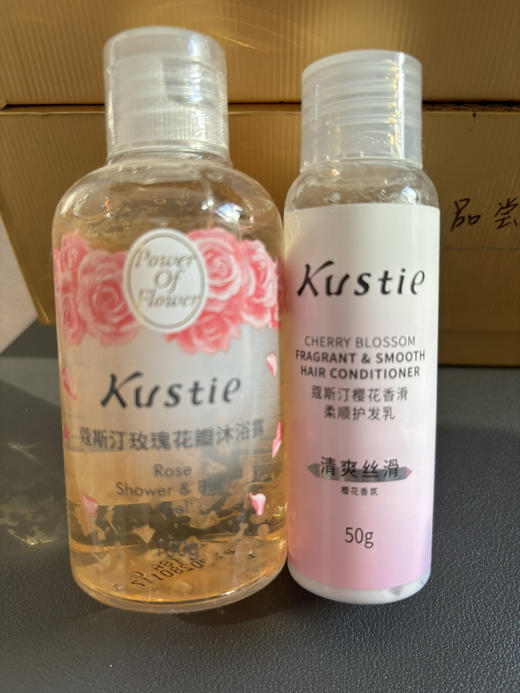 Power
Of
Flower
Kustie
蔻斯汀玫瑰花瓣沐浴露
Rose
Shower &
Kustie
CHERRY BLOSSOM
FRAGRANT & SMOOTH
HAIR CONDITIONER
蔻斯汀樱花香滑
柔顺护发乳
清爽丝滑
樱花香氛
50g
品尝